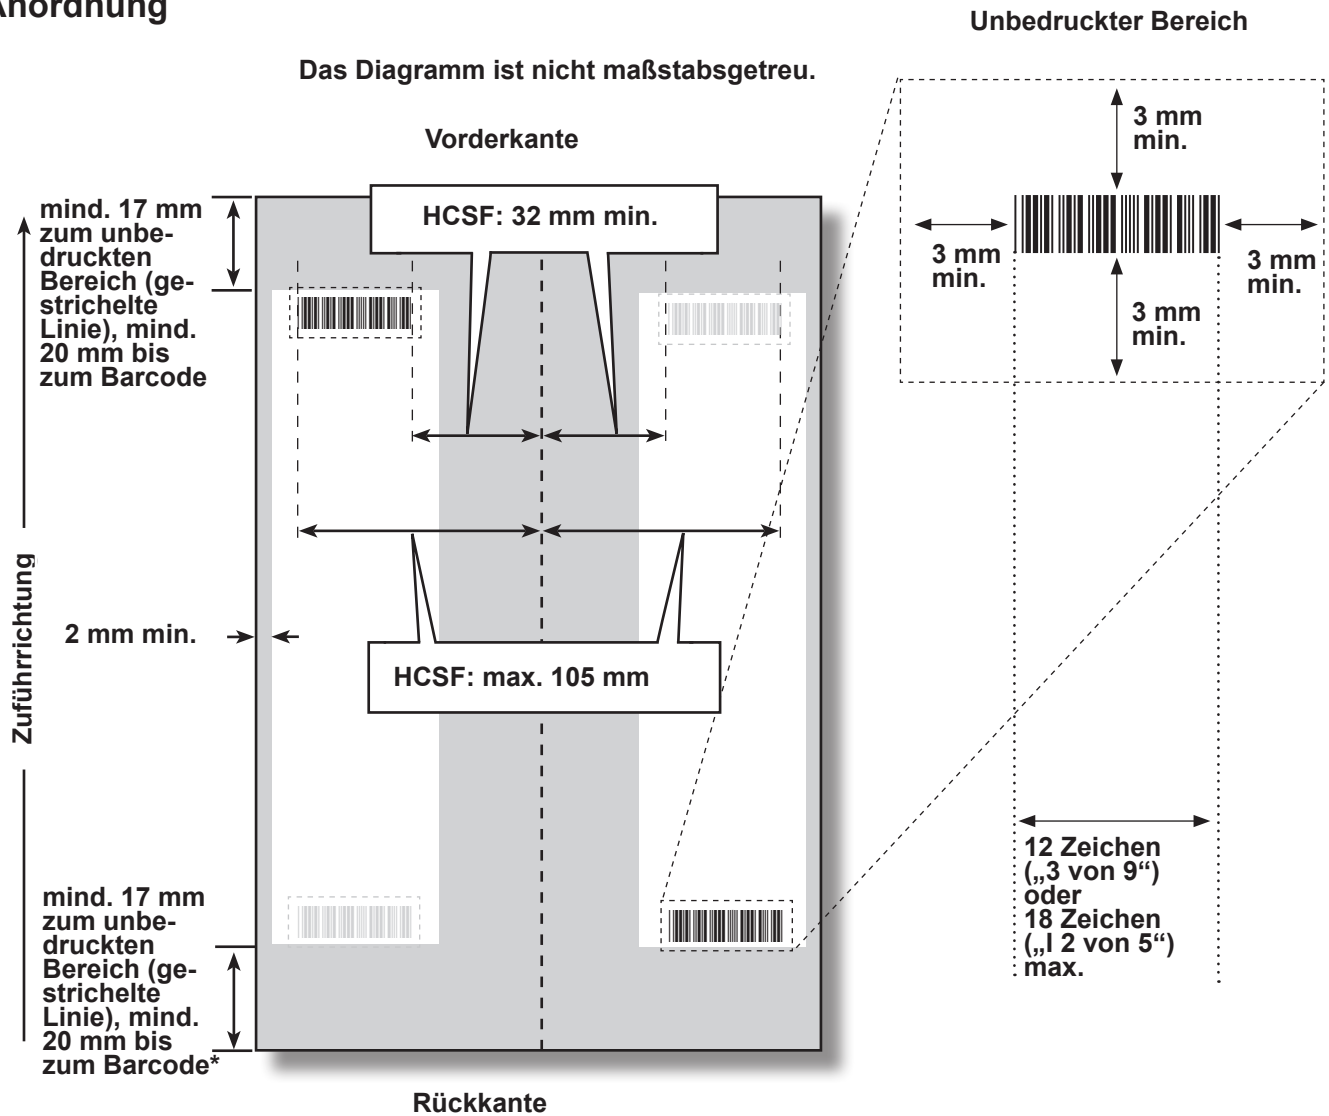 Anordnung
Unbedruckter Bereich
Das Diagramm ist nicht maßstabsgetreu.
Vorderkante
3 mm
min.
HCSF: 32 mm min.
mind. 17 mm
zum unbe-
druckten
Bereich (ge-
strichelte
Linie), mind.
20 mm bis
zum Barcode
3 mm
min.
3 mm
min.
3 mm
min.
Zuführrichtung
2 mm min.
HCSF: max. 105 mm
12 Zeichen
(„3 von 9“)
oder
18 Zeichen
(„I 2 von 5“)
max.
mind. 17 mm
zum unbe-
druckten
Bereich (ge-
strichelte
Linie), mind.
20 mm bis
zum Barcode*
Rückkante